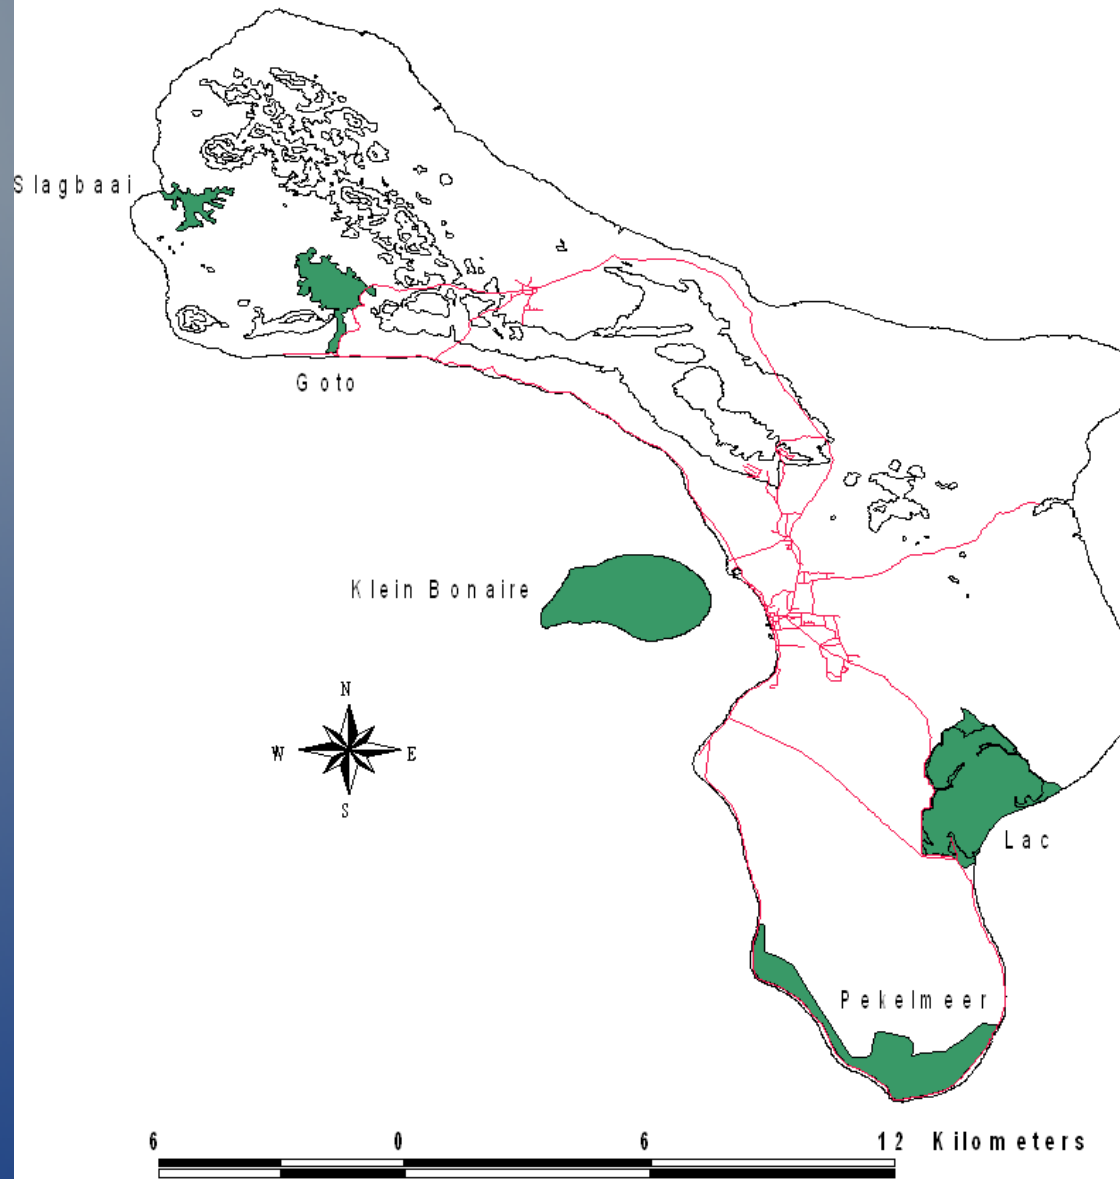 Slagbaai
Goto
Klein Bonaire
N
W E
S
Lac
Pekelmeer
6 0 6 12 Kilometers